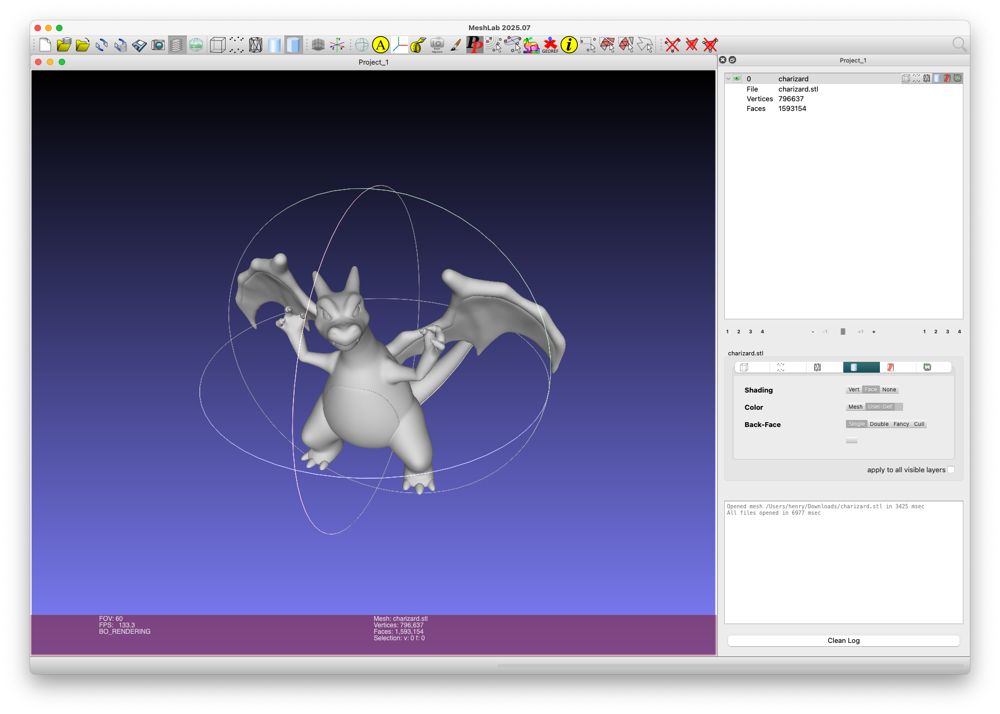 MeshLab 2025.07
A
PP
Raster
Alignment
GEOREF
i
Project_1
Project_1
0 charizard
File charizard.stl
Vertices 796637
Faces 1593154
1 2 3 4 - -1 +1 + 1 2 3 4
charizard.stl
Shading Vert Face None
Color Mesh User-Def
Back-Face Single Double Fancy Cull
apply to all visible layers
Opened mesh /Users/henry/Downloads/charizard.stl in 3425 msec
All files opened in 6977 msec
Clean Log
FOV: 60
FPS: 133.3
BO_RENDERING
Mesh: charizard.stl
Vertices: 796,637
Faces: 1,593,154
Selection: v: 0 f: 0